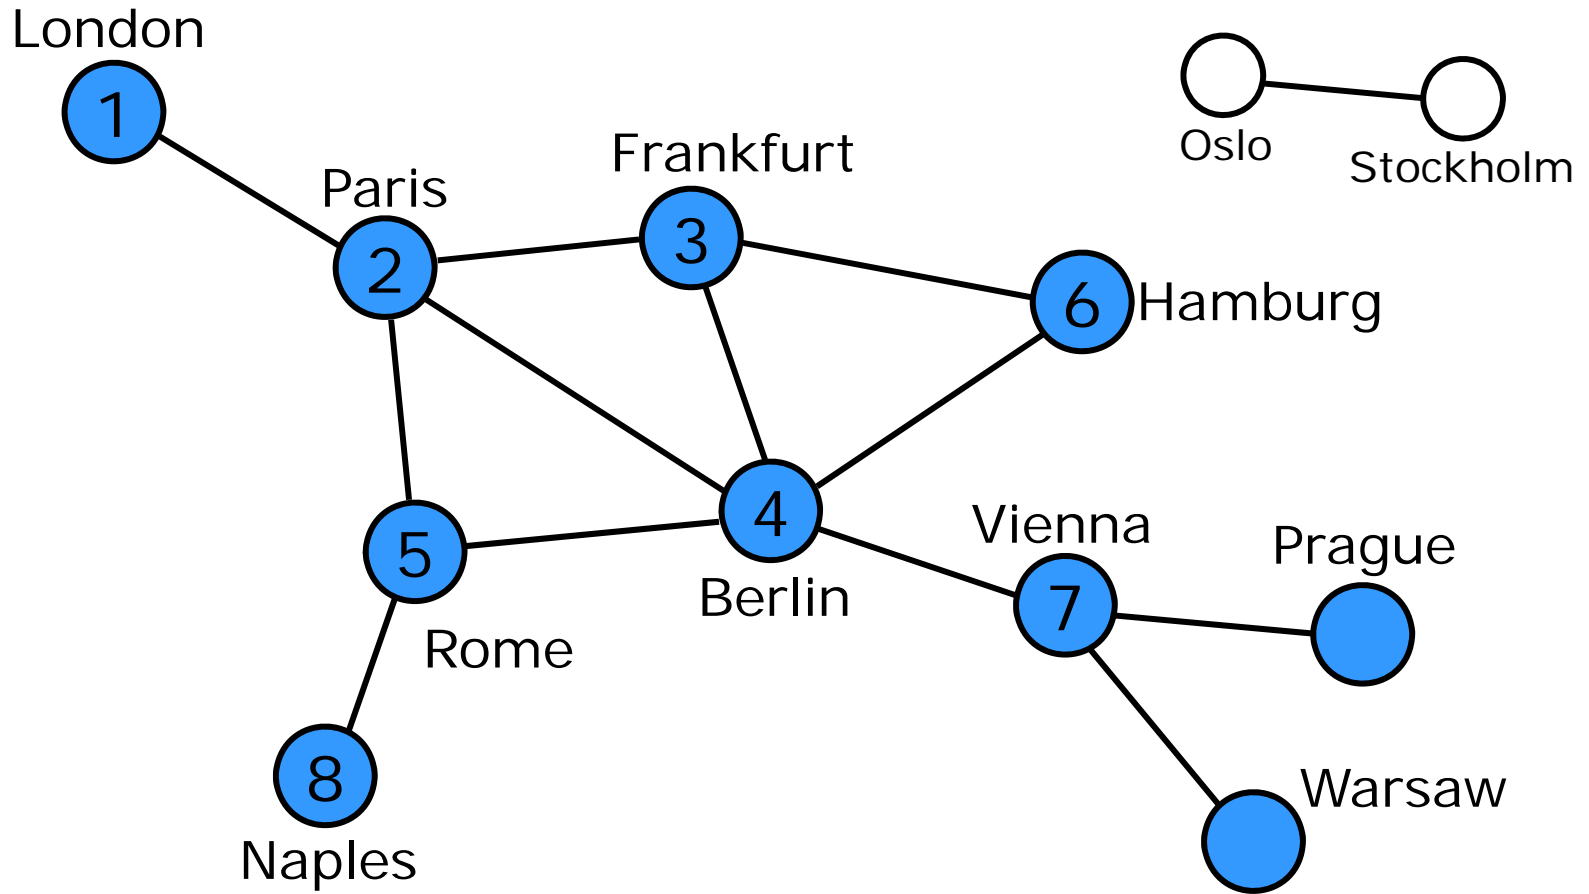 London
1
Oslo
Stockholm
Frankfurt
Paris
3
2
6
Hamburg
4
Vienna
Prague
5
Berlin
7
Rome
8
Warsaw
Naples